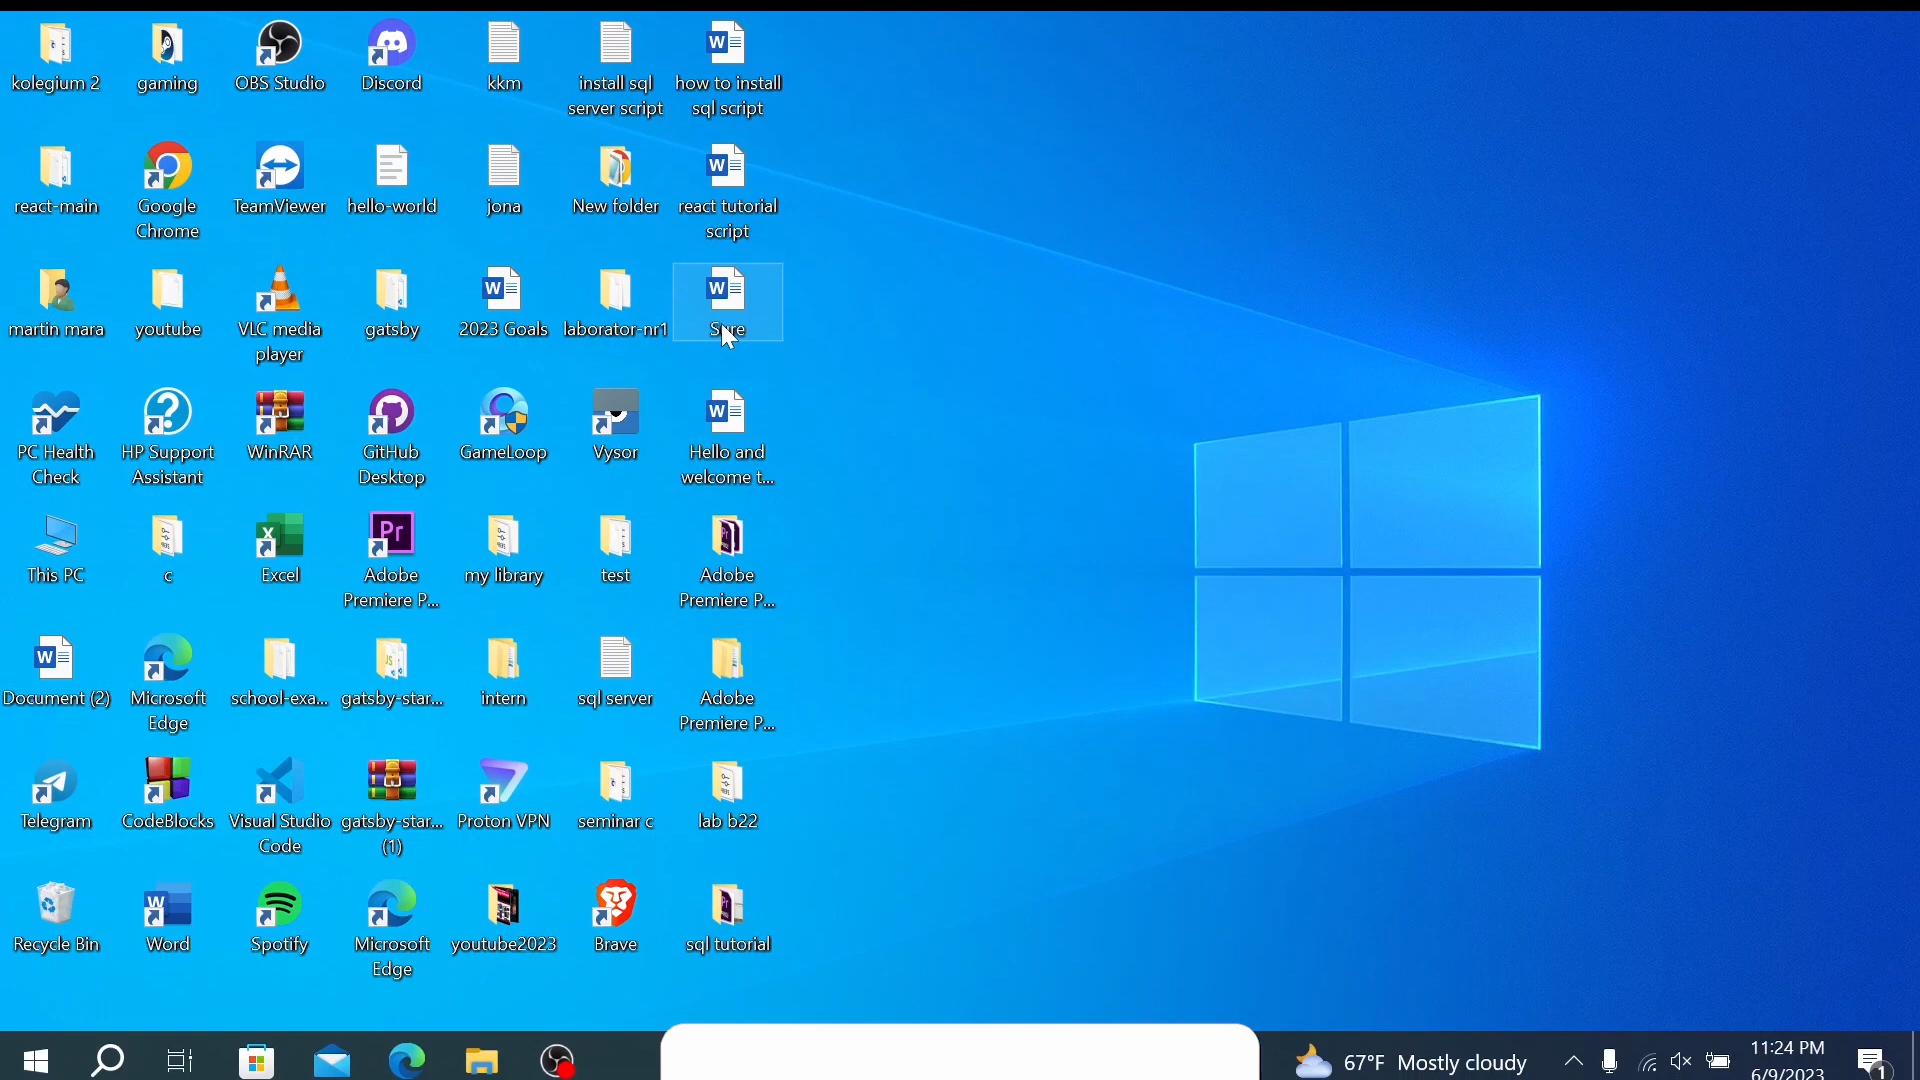 kolegium 2
gaming
OBS Studio
Discord
kkm
install sql
server script
how to install
sql script
react-main
Google
Chrome
TeamViewer
hello-world
jona
New folder
react tutorial
script
martin mara
youtube
VLC media
player
gatsby
2023 Goals
laborator-nr1
Sure
PC Health
Check
HP Support
Assistant
WinRAR
GitHub
Desktop
GameLoop
Vysor
Hello and
welcome t...
This PC
c
Excel
Adobe
Premiere P...
my library
test
Adobe
Premiere P...
Document (2)
Microsoft
Edge
school-exa...
gatsby-star...
intern
sql server
Adobe
Premiere P...
Telegram
CodeBlocks
Visual Studio
Code
gatsby-star...
(1)
Proton VPN
seminar c
lab b22
Recycle Bin
Word
Spotify
Microsoft
Edge
youtube2023
Brave
sql tutorial
67°F Mostly cloudy
11:24 PM
6/9/2023
1